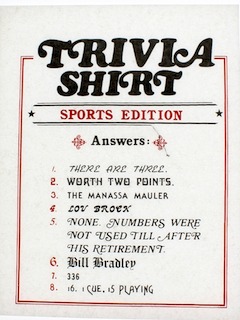 TRIVIA
SHIRT
SPORTS EDITION
Answers:
1. THERE ARE THREE.
2. WORTH TWO POINTS.
3. THE MANASSA MAULER
4. LOU BROCK
5. NONE. NUMBERS WERE
NOT USED TILL AFTER
HIS RETIREMENT.
6. Bill Bradley
7. 336
8. 16. 1 CUE, 15 PLAYING